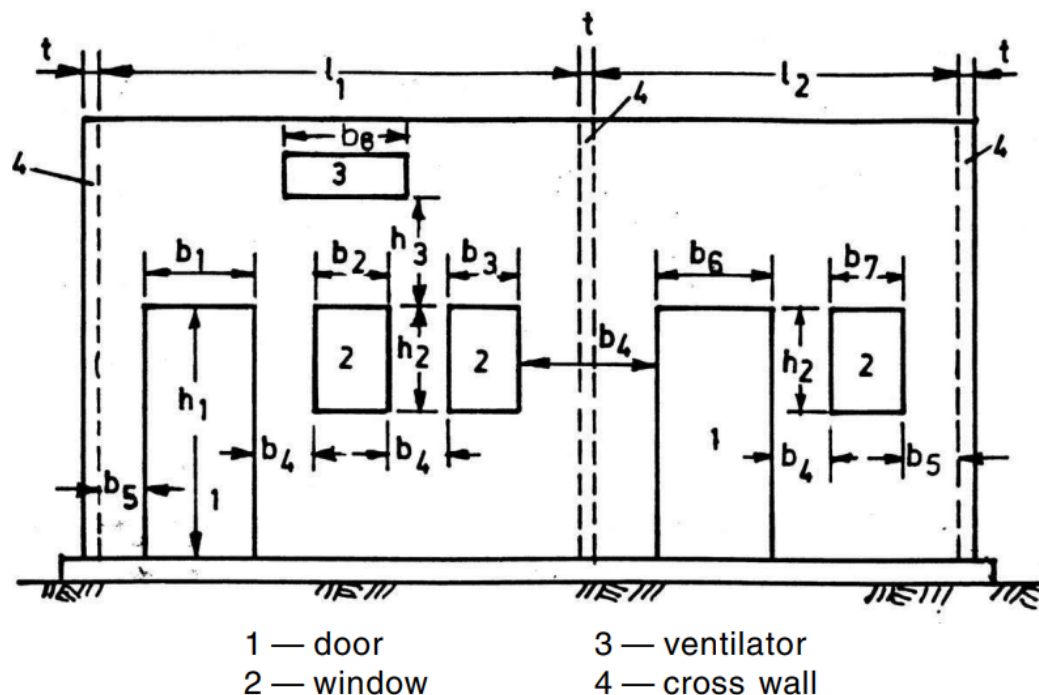 t t t
l₁ l₂
4
b₈
4 3 4
h₃
b₁ b₂ b₃ b₆ b₇
h₂ b₄ h₂
2 2 2
h₁
1
b₄ b₄ b₄ b₅
b₅ 1
1 — door 3 — ventilator
2 — window 4 — cross wall